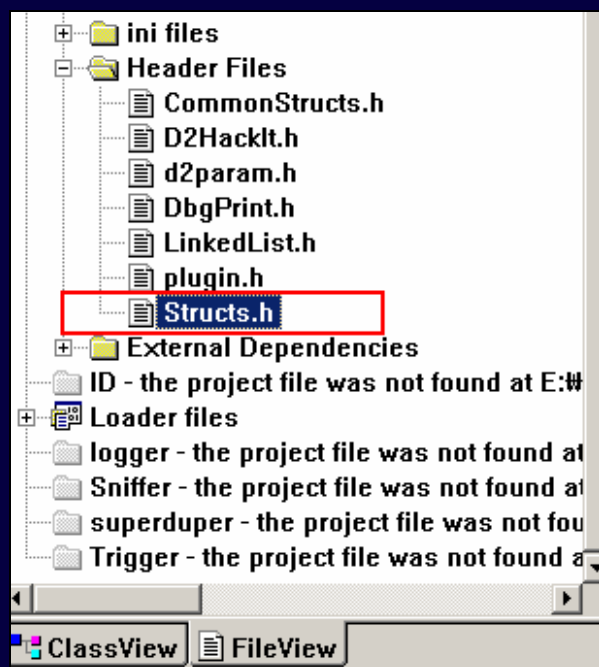 ini files
Header Files
CommonStructs.h
D2HackIt.h
d2param.h
DbgPrint.h
LinkedList.h
plugin.h
Structs.h
External Dependencies
ID - the project file was not found at E:₩
Loader files
logger - the project file was not found at
Sniffer - the project file was not found at
superduper - the project file was not fou
Trigger - the project file was not found a
ClassView FileView